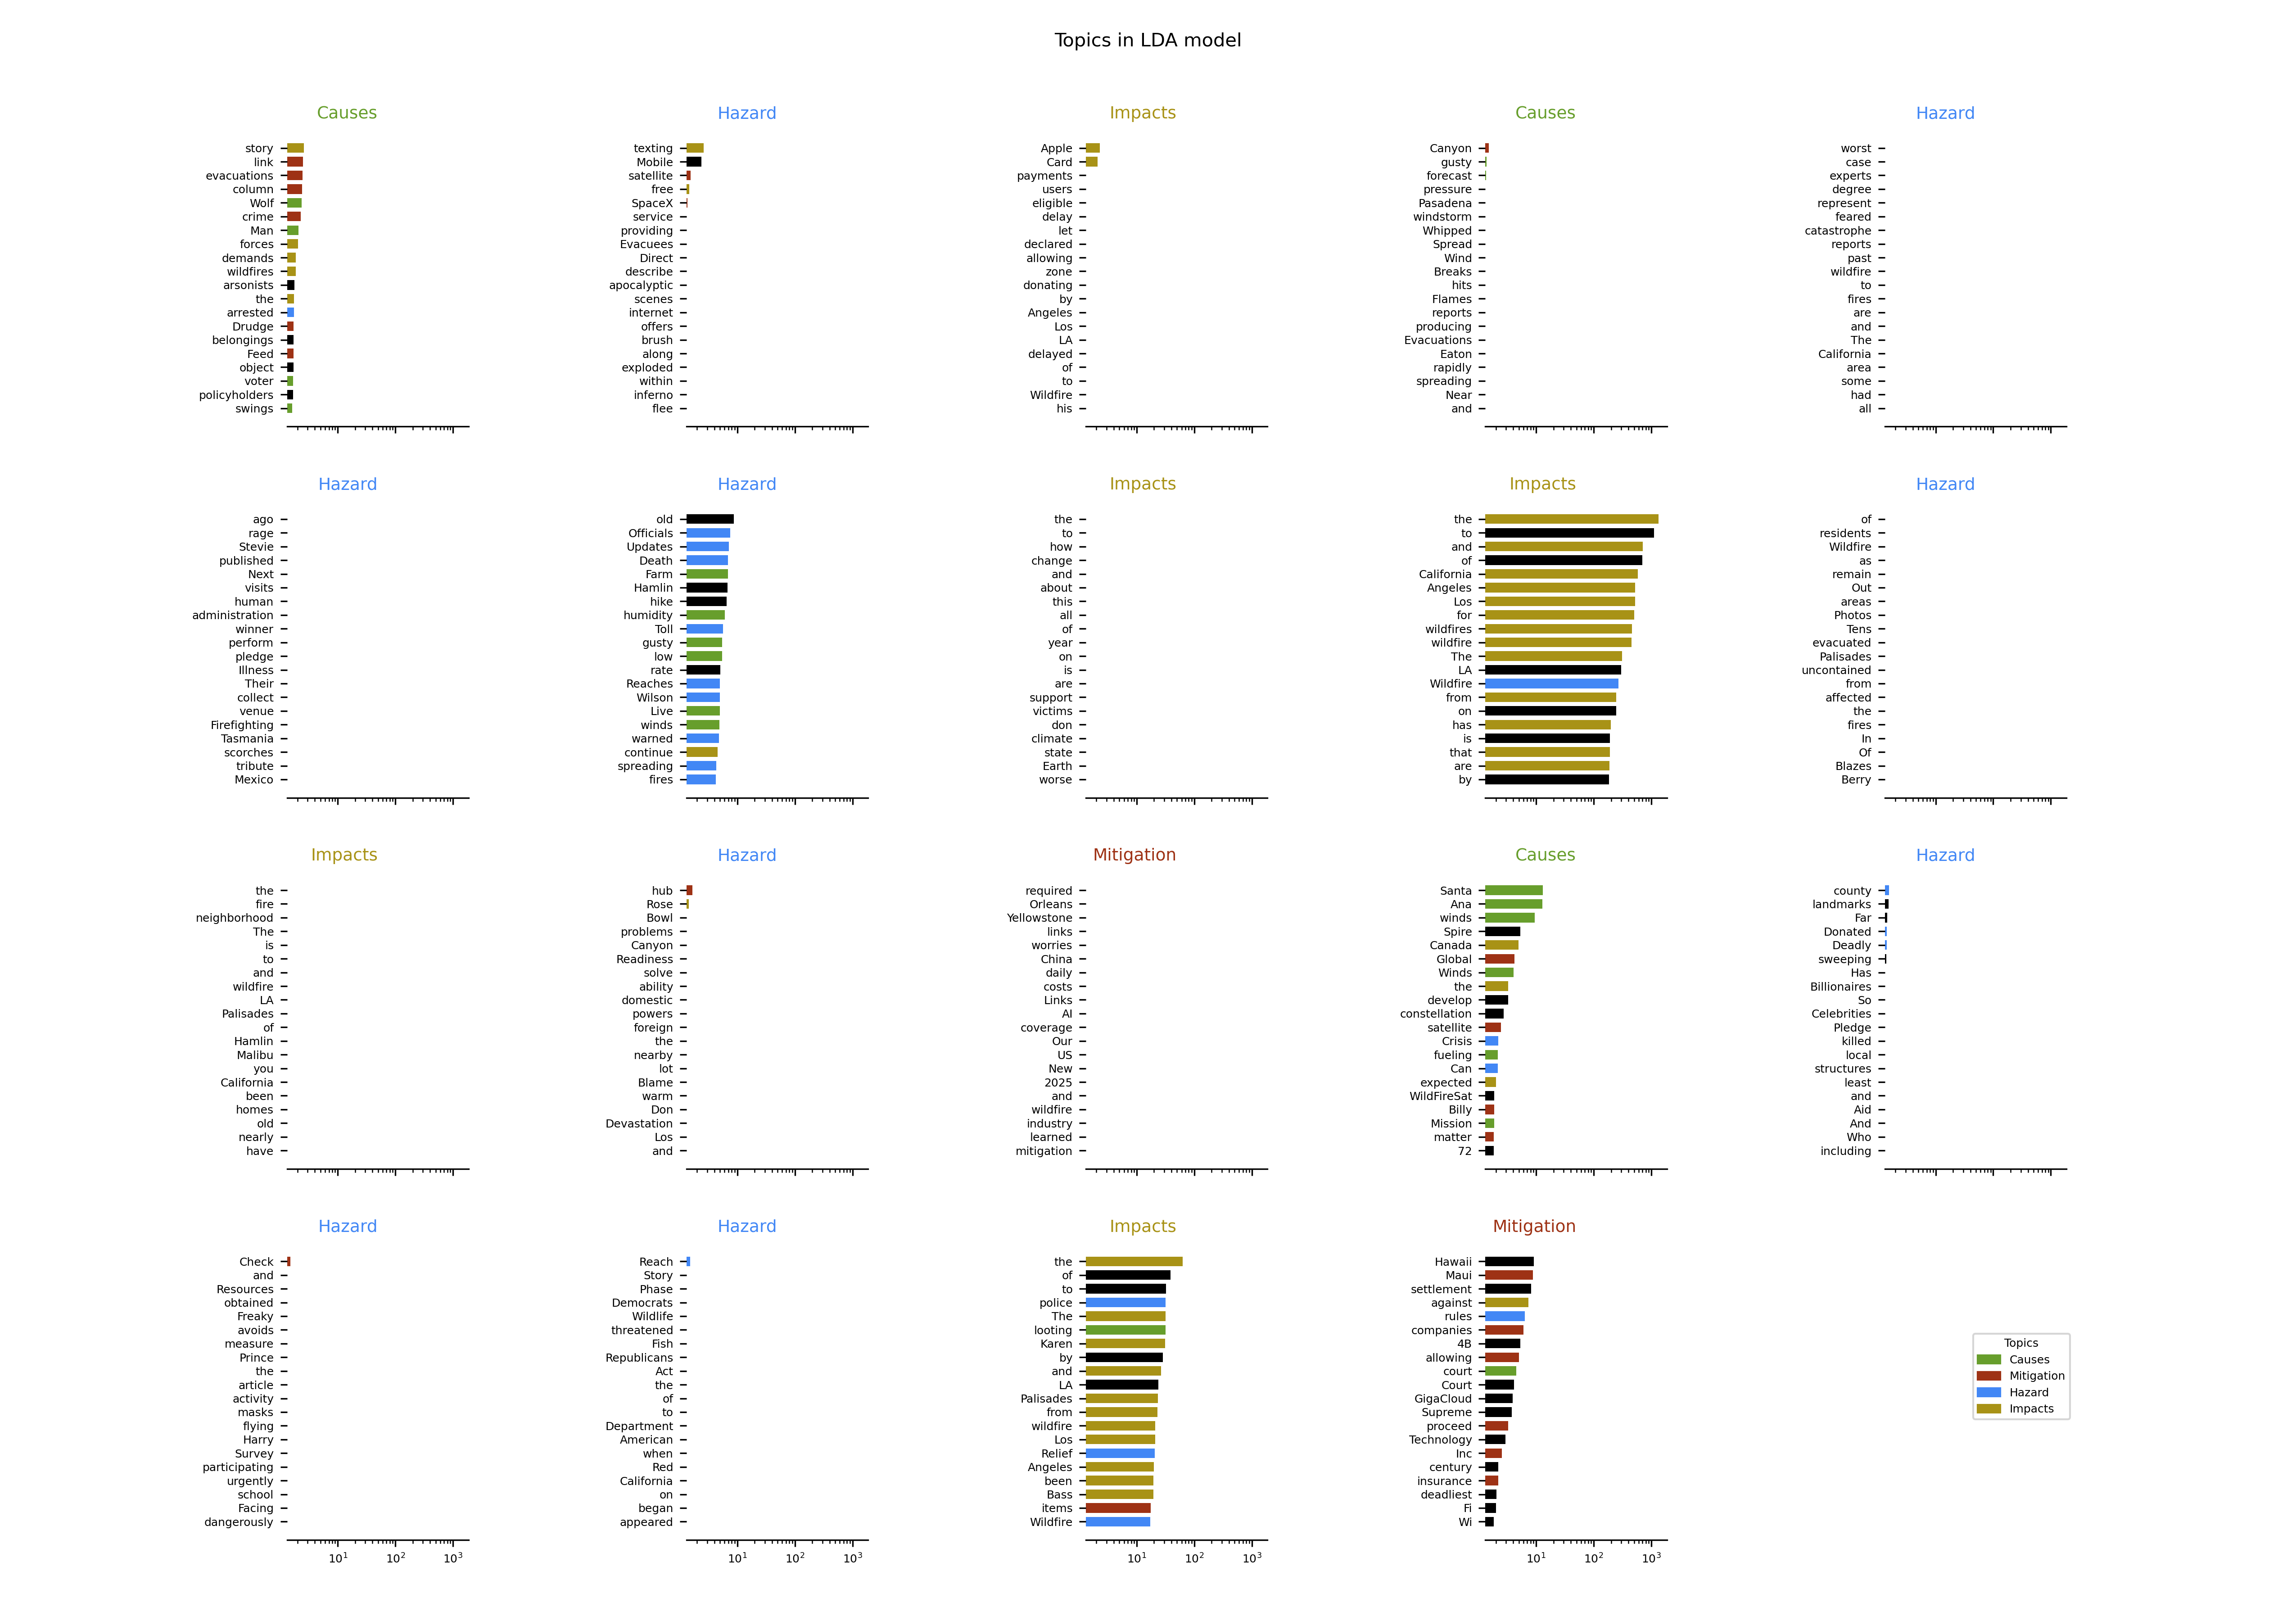 Topics in LDA model
Causes
story
link
evacuations
column
Wolf
crime
Man
forces
demands
wildfires
arsonists
the
arrested
Drudge
belongings
Feed
object
voter
policyholders
swings
Hazard
texting
Mobile
satellite
free
SpaceX
service
providing
Evacuees
Direct
describe
apocalyptic
scenes
internet
offers
brush
along
exploded
within
inferno
flee
Impacts
Apple
Card
payments
users
eligible
delay
let
declared
allowing
zone
donating
by
Angeles
Los
LA
delayed
of
to
Wildfire
his
Causes
Canyon
gusty
forecast
pressure
Pasadena
windstorm
Whipped
Spread
Wind
Breaks
hits
Flames
reports
producing
Evacuations
Eaton
rapidly
spreading
Near
and
Hazard
worst
case
experts
degree
represent
feared
catastrophe
reports
past
wildfire
to
fires
are
and
The
California
area
some
had
all
Hazard
ago
rage
Stevie
published
Next
visits
human
administration
winner
perform
pledge
Illness
Their
collect
venue
Firefighting
Tasmania
scorches
tribute
Mexico
Hazard
old
Officials
Updates
Death
Farm
Hamlin
hike
humidity
Toll
gusty
low
rate
Reaches
Wilson
Live
winds
warned
continue
spreading
fires
Impacts
the
to
how
change
and
about
this
all
of
year
on
is
are
support
victims
don
climate
state
Earth
worse
Impacts
the
to
and
of
California
Angeles
Los
for
wildfires
wildfire
The
LA
Wildfire
from
on
has
is
that
are
by
Hazard
of
residents
Wildfire
as
remain
Out
areas
Photos
Tens
evacuated
Palisades
uncontained
from
affected
the
fires
In
Of
Blazes
Berry
Impacts
the
fire
neighborhood
The
is
to
and
wildfire
LA
Palisades
of
Hamlin
Malibu
you
California
been
homes
old
nearly
have
Hazard
hub
Rose
Bowl
problems
Canyon
Readiness
solve
ability
domestic
powers
foreign
the
nearby
lot
Blame
warm
Don
Devastation
Los
and
Mitigation
required
Orleans
Yellowstone
links
worries
China
daily
costs
Links
AI
coverage
Our
US
New
2025
and
wildfire
industry
learned
mitigation
Causes
Santa
Ana
winds
Spire
Canada
Global
Winds
the
develop
constellation
satellite
Crisis
fueling
Can
expected
WildFireSat
Billy
Mission
matter
72
Hazard
county
landmarks
Far
Donated
Deadly
sweeping
Has
Billionaires
So
Celebrities
Pledge
killed
local
structures
least
and
Aid
And
Who
including
Hazard
Check
and
Resources
obtained
Freaky
avoids
measure
Prince
the
article
activity
masks
flying
Harry
Survey
participating
urgently
school
Facing
dangerously
10¹ 10² 10³
Hazard
Reach
Story
Phase
Democrats
Wildlife
threatened
Fish
Republicans
Act
the
of
to
Department
American
when
Red
California
on
began
appeared
10¹ 10² 10³
Impacts
the
of
to
police
The
looting
Karen
by
and
LA
Palisades
from
wildfire
Los
Relief
Angeles
been
Bass
items
Wildfire
10¹ 10² 10³
Mitigation
Hawaii
Maui
settlement
against
rules
companies
4B
allowing
court
Court
GigaCloud
Supreme
proceed
Technology
Inc
century
insurance
deadliest
Fi
Wi
10¹ 10² 10³
Topics
Causes
Mitigation
Hazard
Impacts